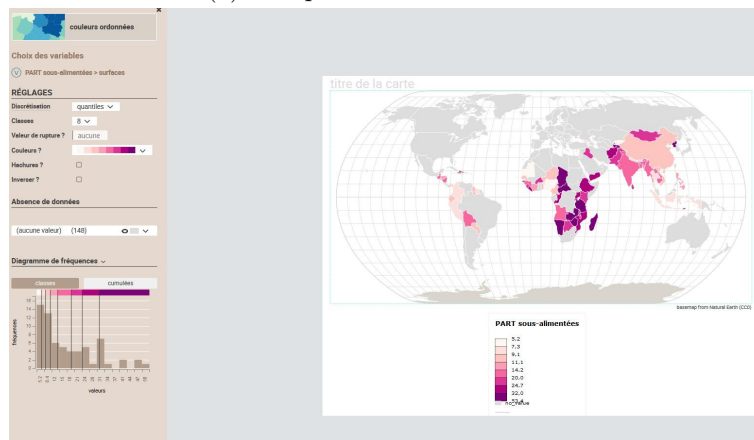 couleurs ordonnées
Choix des variables
V PART sous-alimentées > surfaces
RÉGLAGES
Discrétisation quantiles
Classes 8
Valeur de rupture ? aucune
Couleurs ?
Hachures ?
Inverser ?
Absence de données
(aucune valeur) (148)
Diagramme de fréquences
classes cumulées
fréquences
valeurs
titre de la carte
basemap from Natural Earth (CC0)
PART sous-alimentées
5,2
7,3
9,1
11,1
14,2
20,0
24,7
32,0
no_value